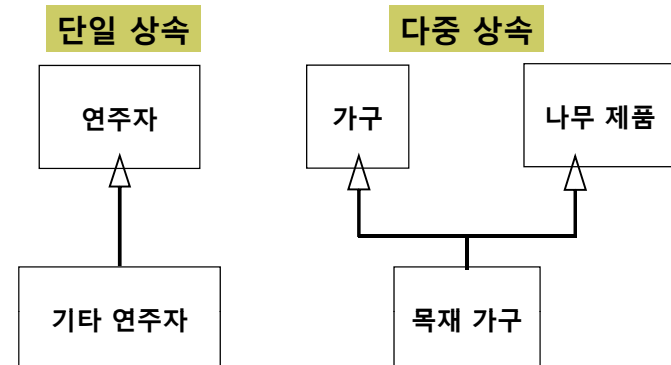 단일 상속
다중 상속
연주자
가구
나무 제품
기타 연주자
목재 가구